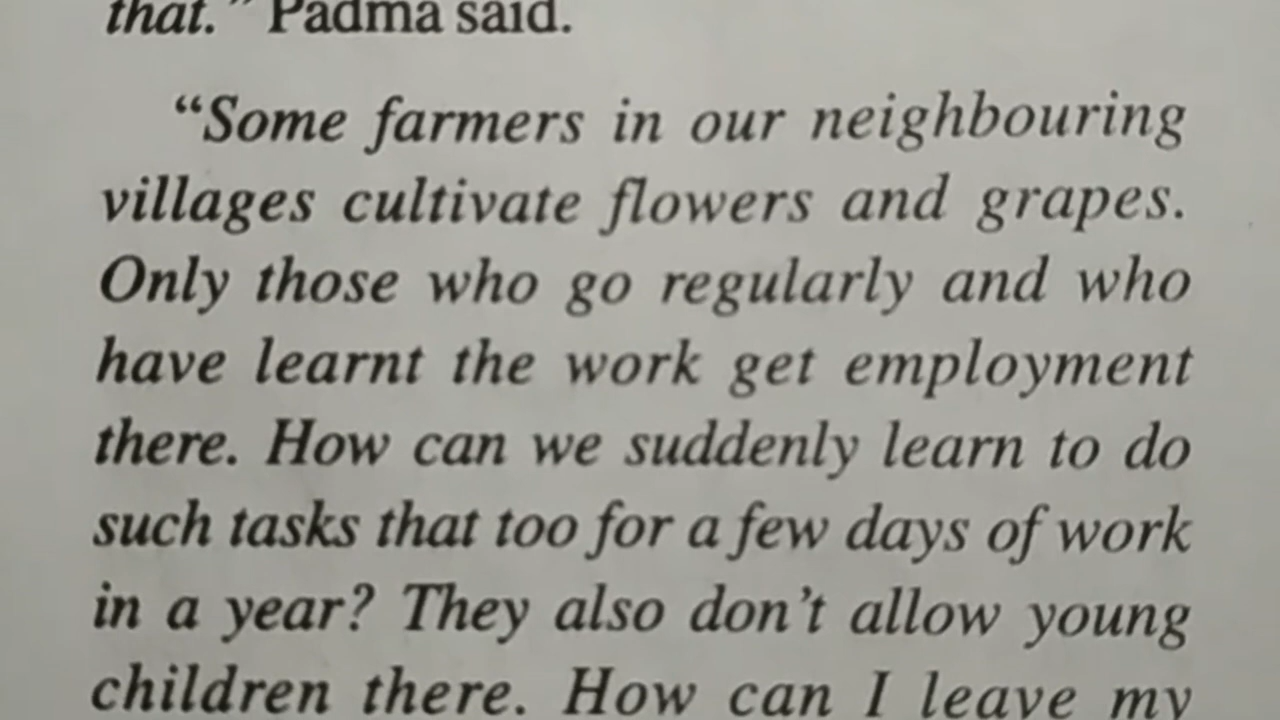 that." Padma said.
"Some farmers in our neighbouring
villages cultivate flowers and grapes.
Only those who go regularly and who
have learnt the work get employment
there. How can we suddenly learn to do
such tasks that too for a few days of work
in a year? They also don't allow young
children there. How can I leave my